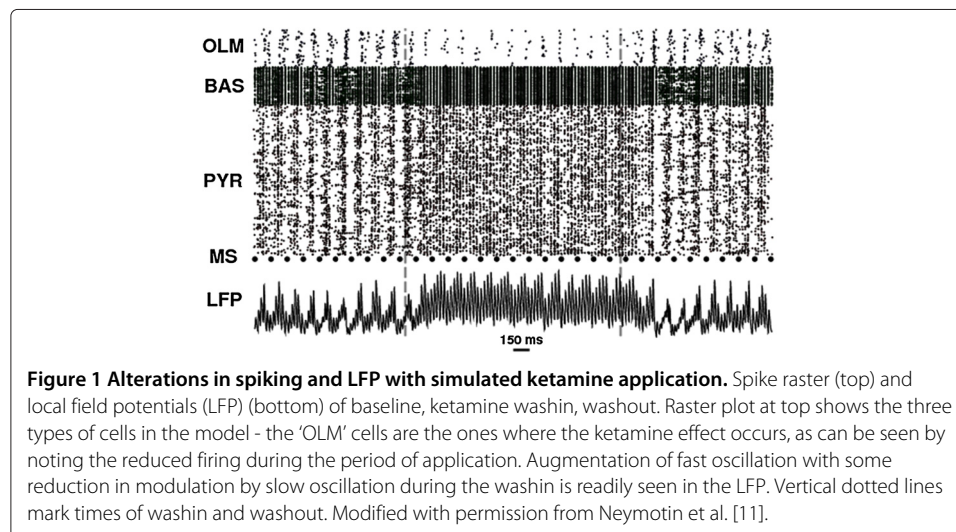 OLM
BAS
PYR
MS
LFP
150 ms
Figure 1 Alterations in spiking and LFP with simulated ketamine application. Spike raster (top) and
local field potentials (LFP) (bottom) of baseline, ketamine washin, washout. Raster plot at top shows the three
types of cells in the model - the ‘OLM’ cells are the ones where the ketamine effect occurs, as can be seen by
noting the reduced firing during the period of application. Augmentation of fast oscillation with some
reduction in modulation by slow oscillation during the washin is readily seen in the LFP. Vertical dotted lines
mark times of washin and washout. Modified with permission from Neymotin et al. [11].